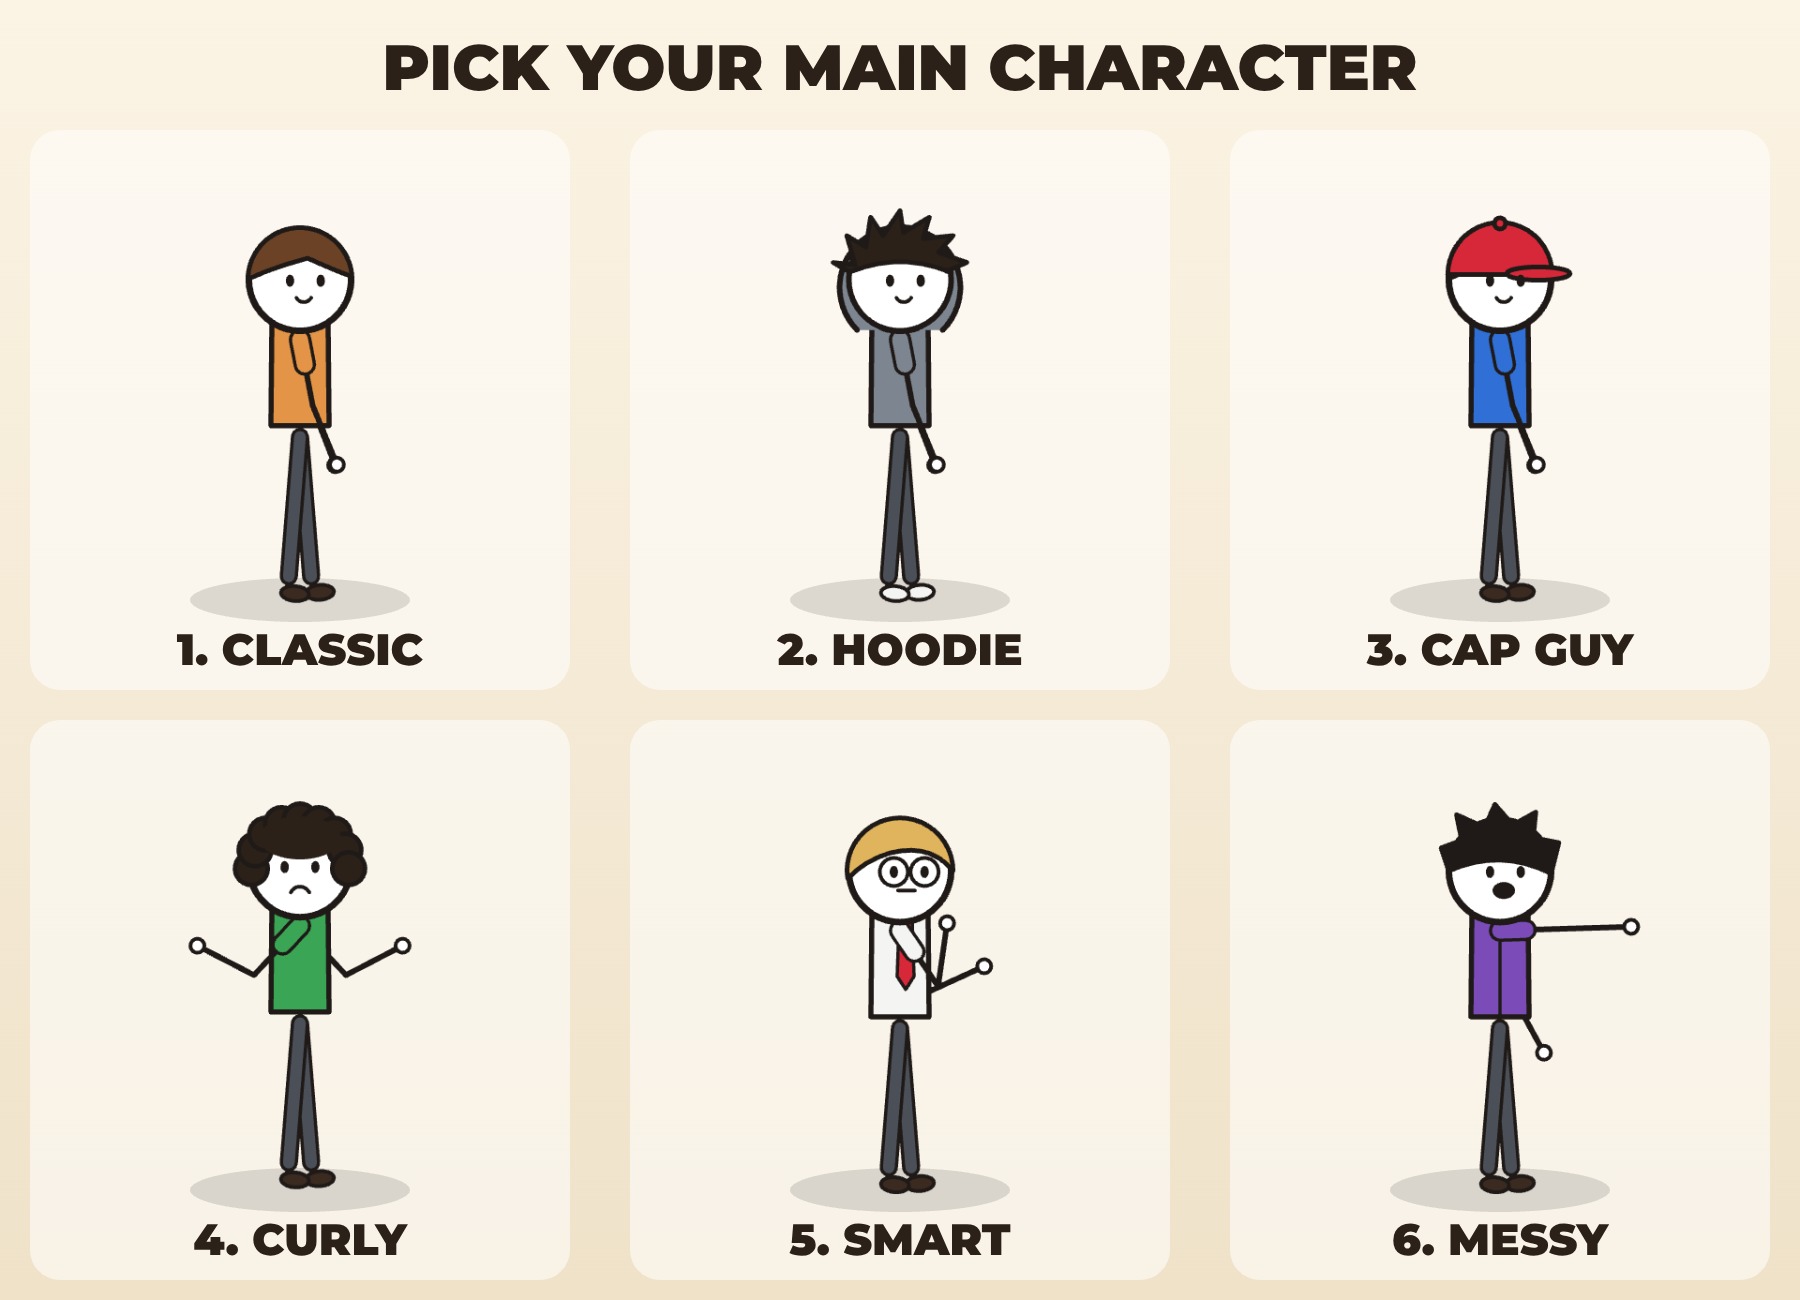 PICK YOUR MAIN CHARACTER
1. CLASSIC
2. HOODIE
3. CAP GUY
4. CURLY
5. SMART
6. MESSY